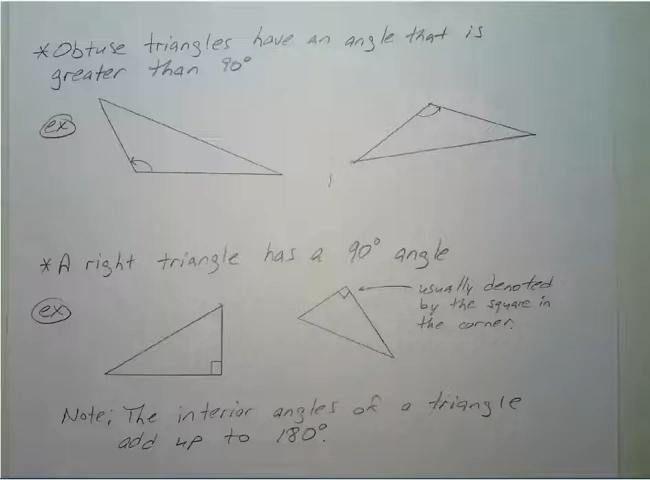 *Obtuse triangles have an angle that is
greater than 90°
ex
*A right triangle has a 90° angle
ex
usually denoted
by the square in
the corner.
Note: The interior angles of a triangle
add up to 180°.